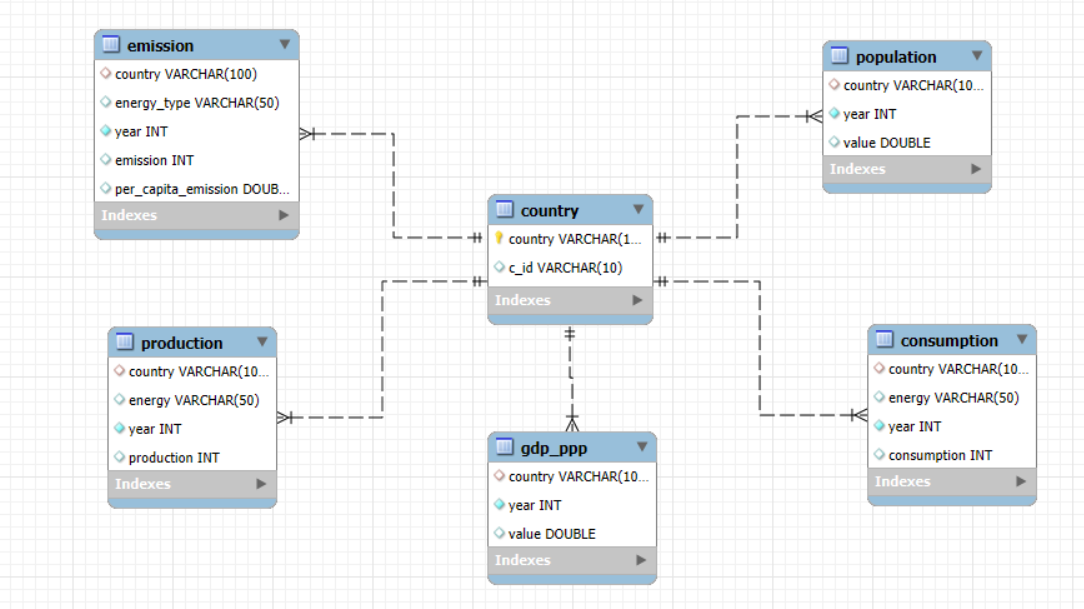 emission
country VARCHAR(100)
energy_type VARCHAR(50)
year INT
emission INT
per_capita_emission DOUB...
Indexes
population
country VARCHAR(10...
year INT
value DOUBLE
Indexes
country
country VARCHAR(1...
c_id VARCHAR(10)
Indexes
production
country VARCHAR(10...
energy VARCHAR(50)
year INT
production INT
Indexes
gdp_ppp
country VARCHAR(10...
year INT
value DOUBLE
Indexes
consumption
country VARCHAR(10...
energy VARCHAR(50)
year INT
consumption INT
Indexes